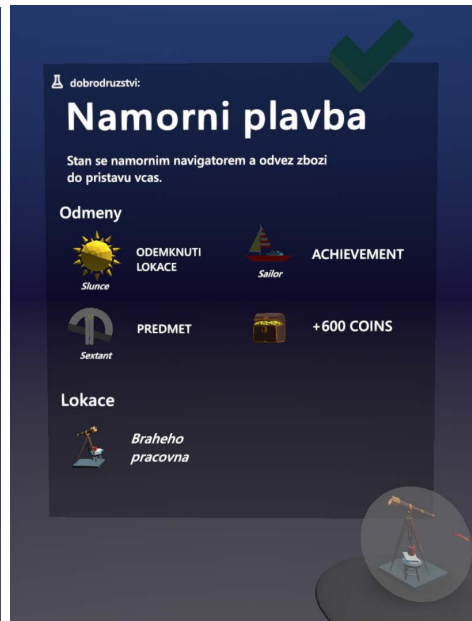 dobrodruzstvi:
Namorni plavba
Stan se namornim navigatorem a odvez zbozi
do pristavu vcas.
Odmeny
ODEMKNUTI
LOKACE
Slunce
ACHIEVEMENT
Sailor
PREDMET
Sextant
+600 COINS
Lokace
Braheho
pracovna